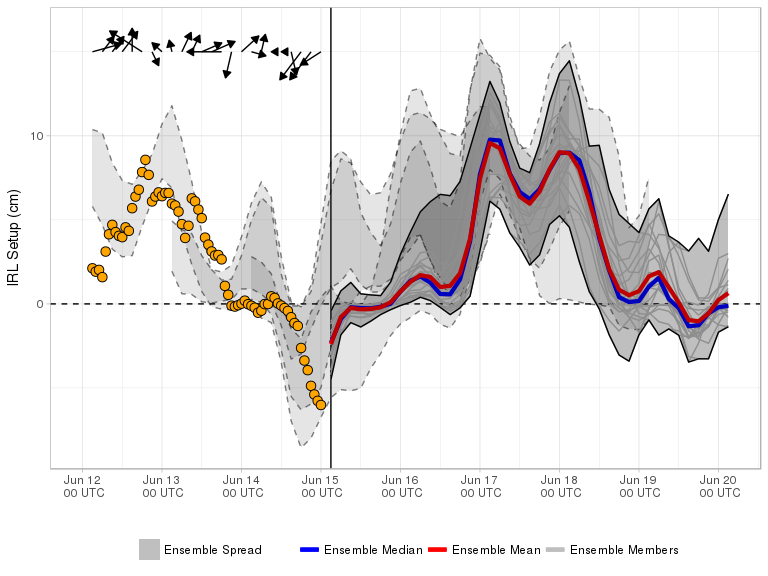 IRL Setup (cm)
10
0
Jun 12 Jun 13 Jun 14 Jun 15 Jun 16 Jun 17 Jun 18 Jun 19 Jun 20
00 UTC 00 UTC 00 UTC 00 UTC 00 UTC 00 UTC 00 UTC 00 UTC 00 UTC
Ensemble Spread Ensemble Median Ensemble Mean Ensemble Members